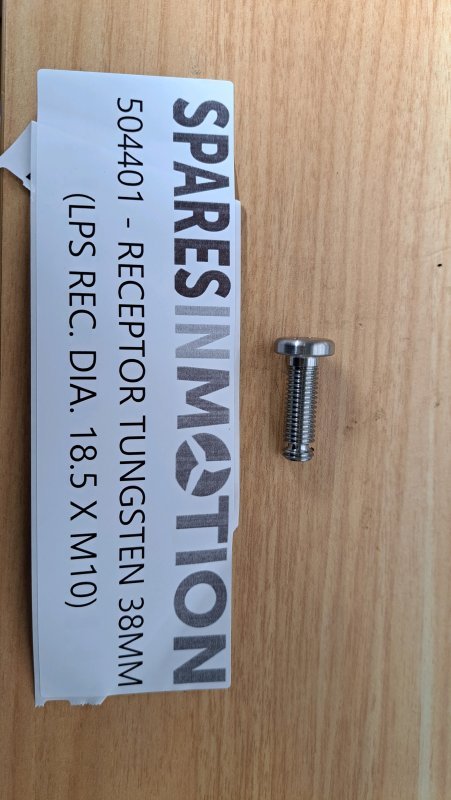 SPARESINMOTION
504401 - RECEPTOR TUNGSTEN 38MM
(LPS REC. DIA. 18.5 X M10)